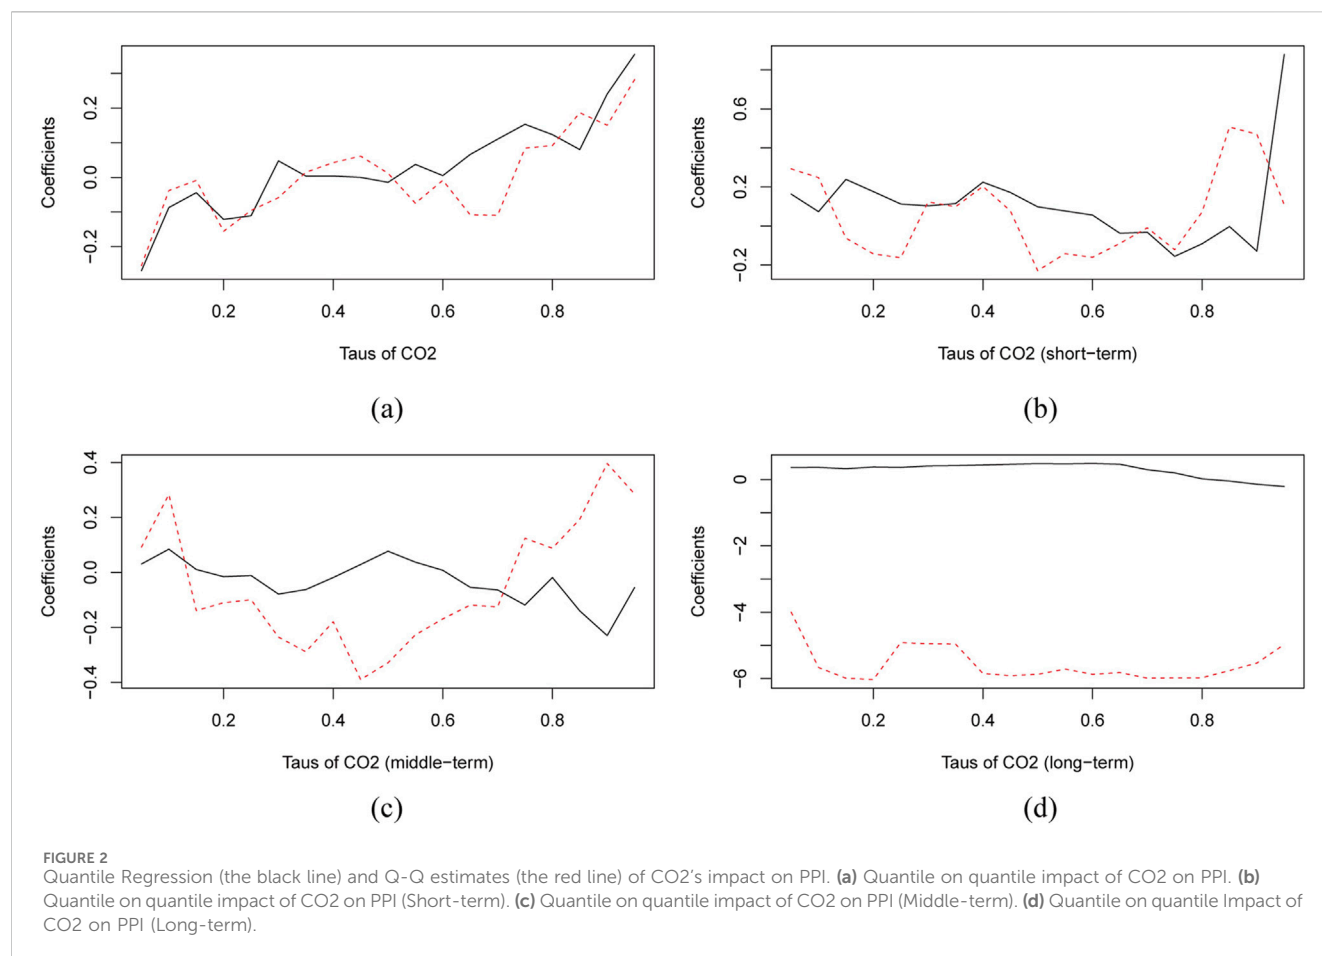 Coefficients
0.2
0.0
−0.2
0.2
0.4
0.6
0.8
Taus of CO2
(a)
Coefficients
0.6
0.2
−0.2
0.2
0.4
0.6
0.8
Taus of CO2 (short−term)
(b)
Coefficients
0.4
0.2
0.0
−0.2
−0.4
0.2
0.4
0.6
0.8
Taus of CO2 (middle−term)
(c)
Coefficients
0
−2
−4
−6
0.2
0.4
0.6
0.8
Taus of CO2 (long−term)
(d)
FIGURE 2
Quantile Regression (the black line) and Q-Q estimates (the red line) of CO2's impact on PPI. (a) Quantile on quantile impact of CO2 on PPI. (b)
Quantile on quantile impact of CO2 on PPI (Short-term). (c) Quantile on quantile impact of CO2 on PPI (Middle-term). (d) Quantile on quantile Impact of
CO2 on PPI (Long-term).